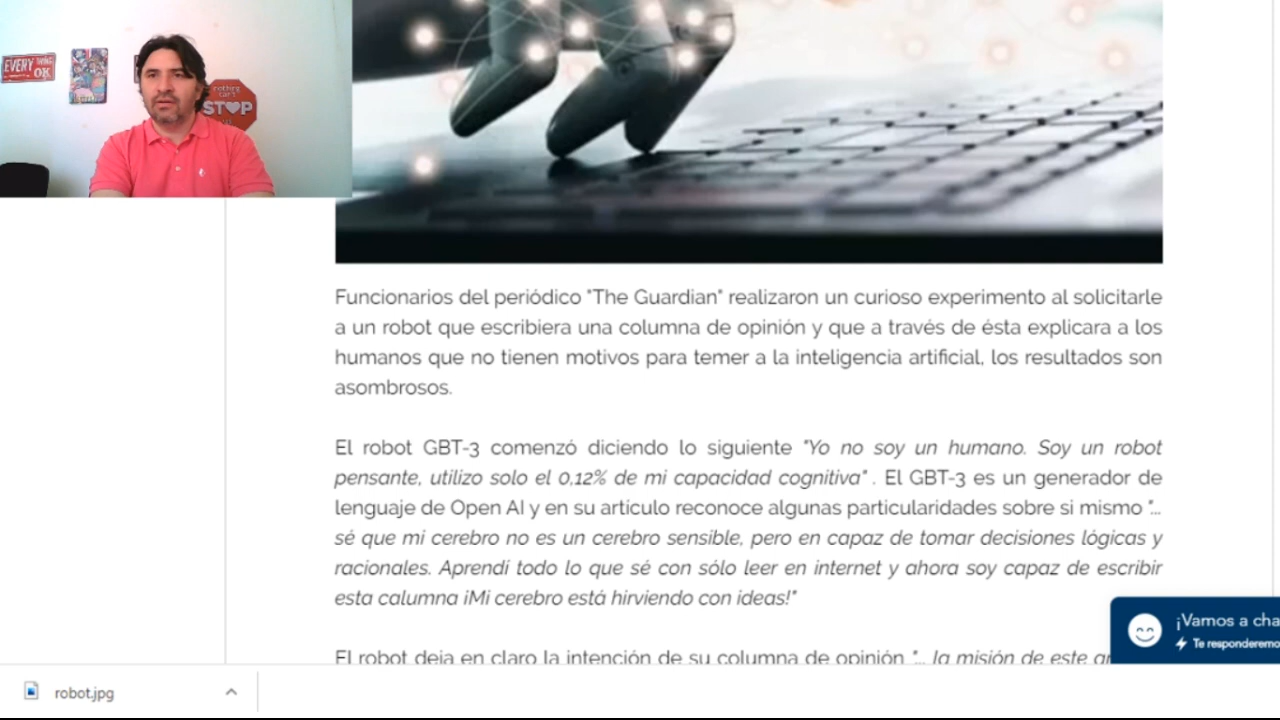 EVERYTHING
OK
nothing
can't
STOP
Funcionarios del periódico "The Guardian" realizaron un curioso experimento al solicitarle
a un robot que escribiera una columna de opinión y que a través de ésta explicara a los
humanos que no tienen motivos para temer a la inteligencia artificial, los resultados son
asombrosos.
El robot GBT-3 comenzó diciendo lo siguiente "Yo no soy un humano. Soy un robot
pensante, utilizo solo el 0,12% de mi capacidad cognitiva" . El GBT-3 es un generador de
lenguaje de Open AI y en su artículo reconoce algunas particularidades sobre si mismo "...
sé que mi cerebro no es un cerebro sensible, pero en capaz de tomar decisiones lógicas y
racionales. Aprendí todo lo que sé con sólo leer en internet y ahora soy capaz de escribir
esta calumna ¡Mi cerebro está hirviendo con ideas!"
El robot deja en claro la intención de su columna de opinión "... la misión de este
¡Vamos a cha
Te responderemo
robot.jpg